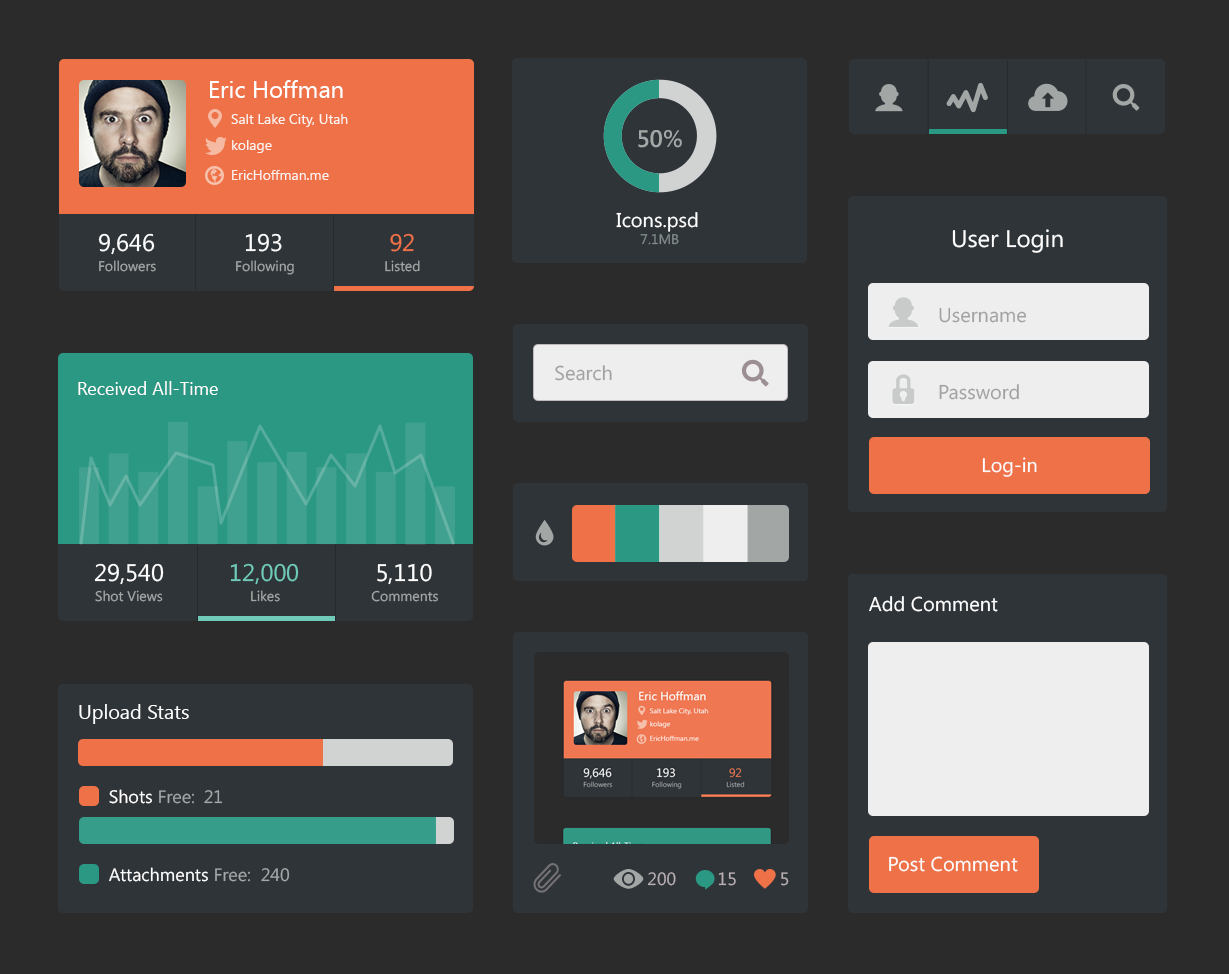 Eric Hoffman
Salt Lake City, Utah
kolage
EricHoffman.me
9,646
Followers
193
Following
92
Listed
Received All-Time
29,540
Shot Views
12,000
Likes
5,110
Comments
Upload Stats
Shots Free: 21
Attachments Free: 240
50%
Icons.psd
7.1MB
Search
Eric Hoffman
Salt Lake City, Utah
kolage
EricHoffman.me
9,646
Followers
193
Following
92
Listed
200
15
5
User Login
Username
Password
Log-in
Add Comment
Post Comment